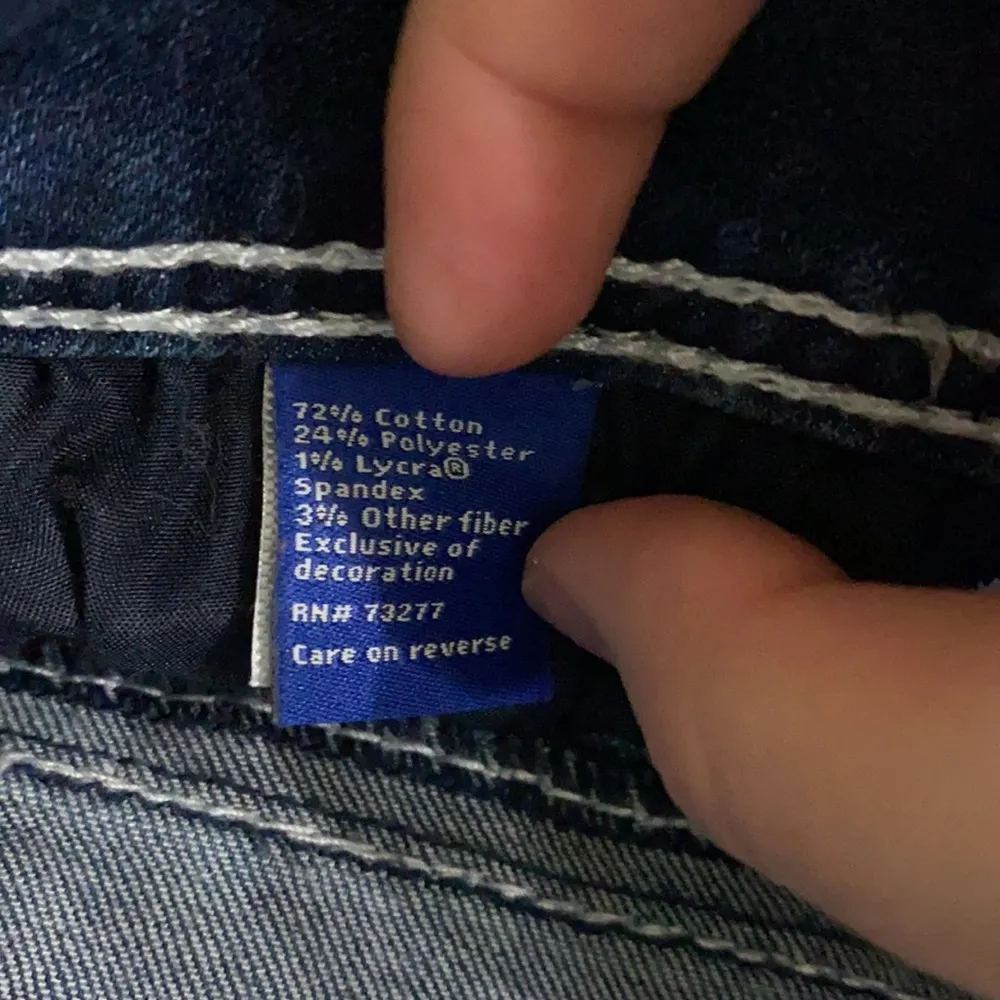 72% Cotton
24% Polyester
1% Lycra®
Spandex
3% Other fiber
Exclusive of
decoration
RN# 73277
Care on reverse